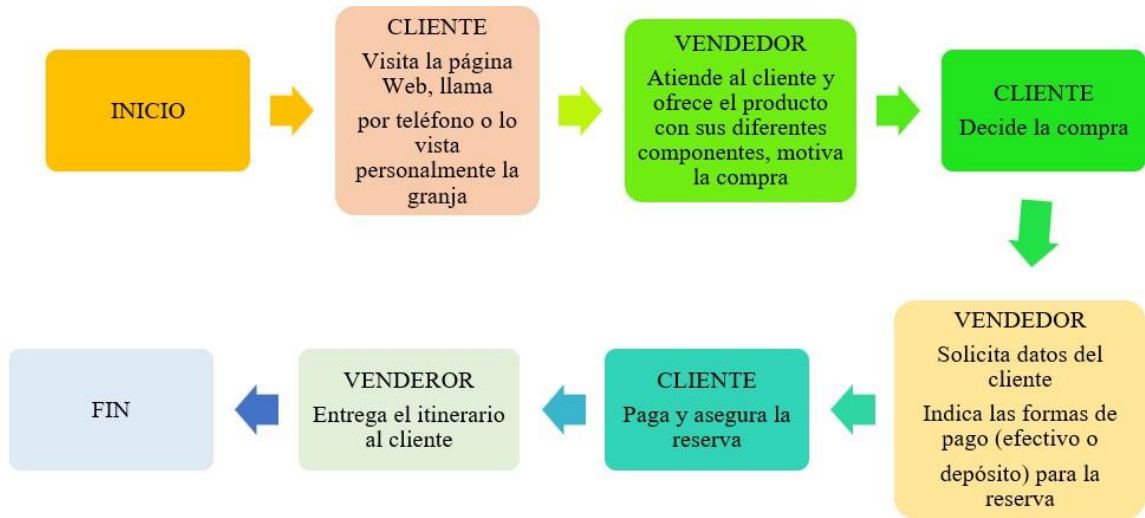 INICIO
CLIENTE
Visita la página
Web, llama
por teléfono o lo
vista
personalmente la
granja
VENDEDOR
Atiende al cliente y
ofrece el producto
con sus diferentes
componentes, motiva
la compra
CLIENTE
Decide la compra
VENDEDOR
Solicita datos del
cliente
Indica las formas de
pago (efectivo o
depósito) para la
reserva
CLIENTE
Paga y asegura la
reserva
VENDEROR
Entrega el itinerario
al cliente
FIN